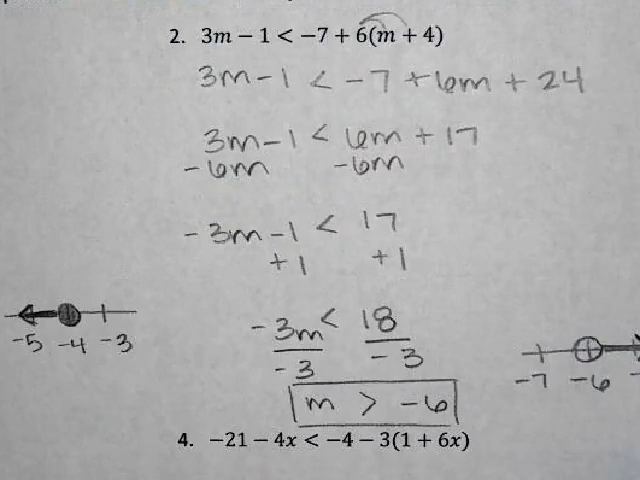 2. 3m − 1 < −7 + 6(m + 4)
3m − 1 < −7 + 6m + 24
3m − 1 < 6m + 17
−6m −6m
−3m − 1 < 17
+1 +1
−3m < 18
−3 −3
m > −6
-5 -4 -3
-7 -6
4. −21 − 4x < −4 − 3(1 + 6x)